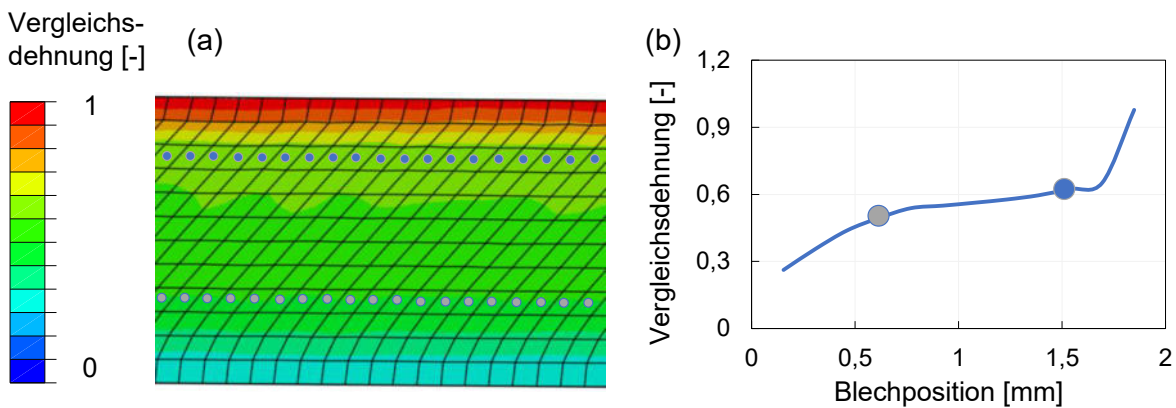 Vergleichs-
dehnung [-]
(a)
1
0
(b)
Vergleichsdehnung [-]
1,2
0,9
0,6
0,3
0
0
0,5
1
1,5
2
Blechposition [mm]